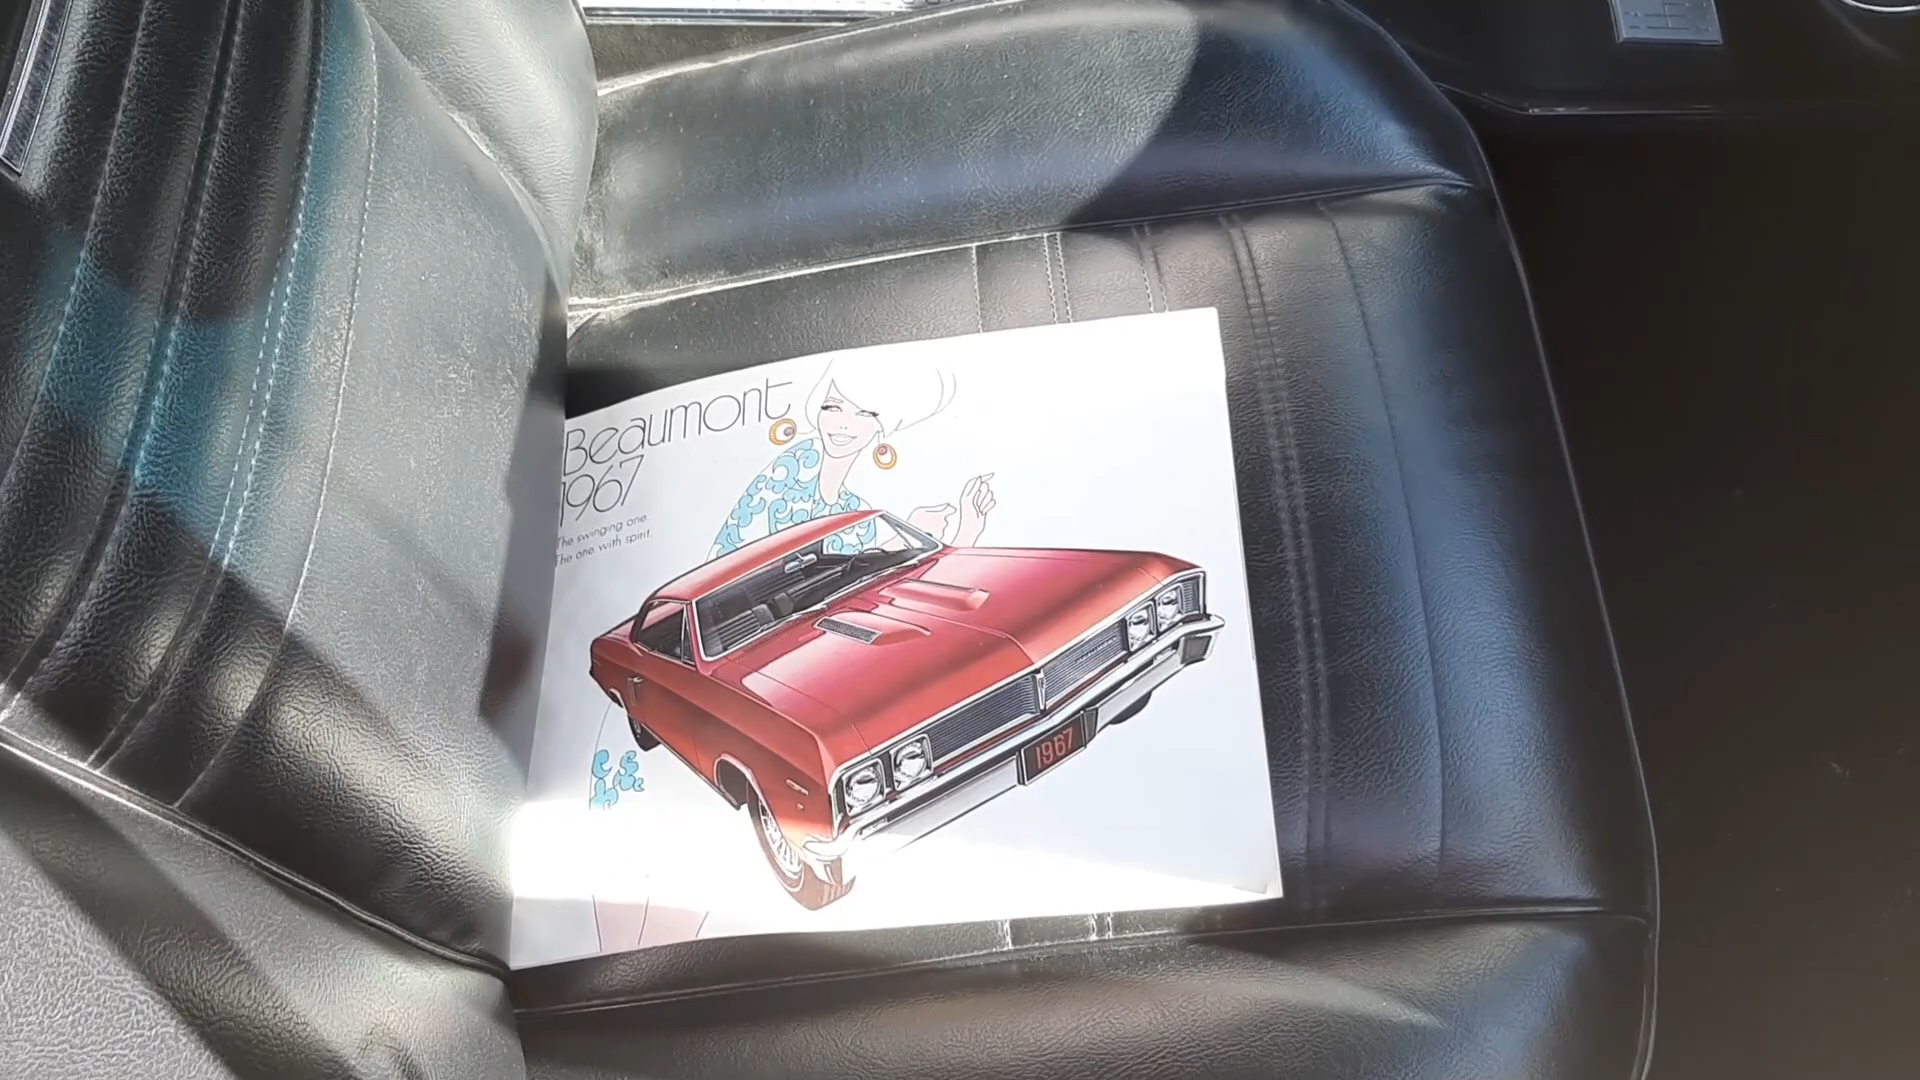 Beaumont
1967
The swinging one.
The one with spirit.
1967